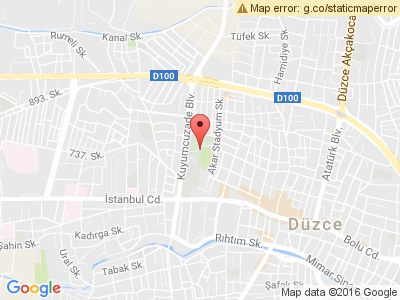 Map error: g.co/staticmaperror
Rumeli Sk.
Kanal Sk.
Tüfek Sk.
Hamidiye Sk.
Düzce Akçakoca
D100
D100
893. Sk.
Kuyumcuzade Blv.
Akar Stadyum Sk.
Atatürk Blv.
737. Sk.
İstanbul Cd.
Düzce
Kadırga Sk.
Rıhtım Sk.
Bolu Cd.
Şahin Sk.
Ural Sk.
Tabak Sk.
Mimar Sina
Şafak Sk.
Google
Map data ©2016 Google